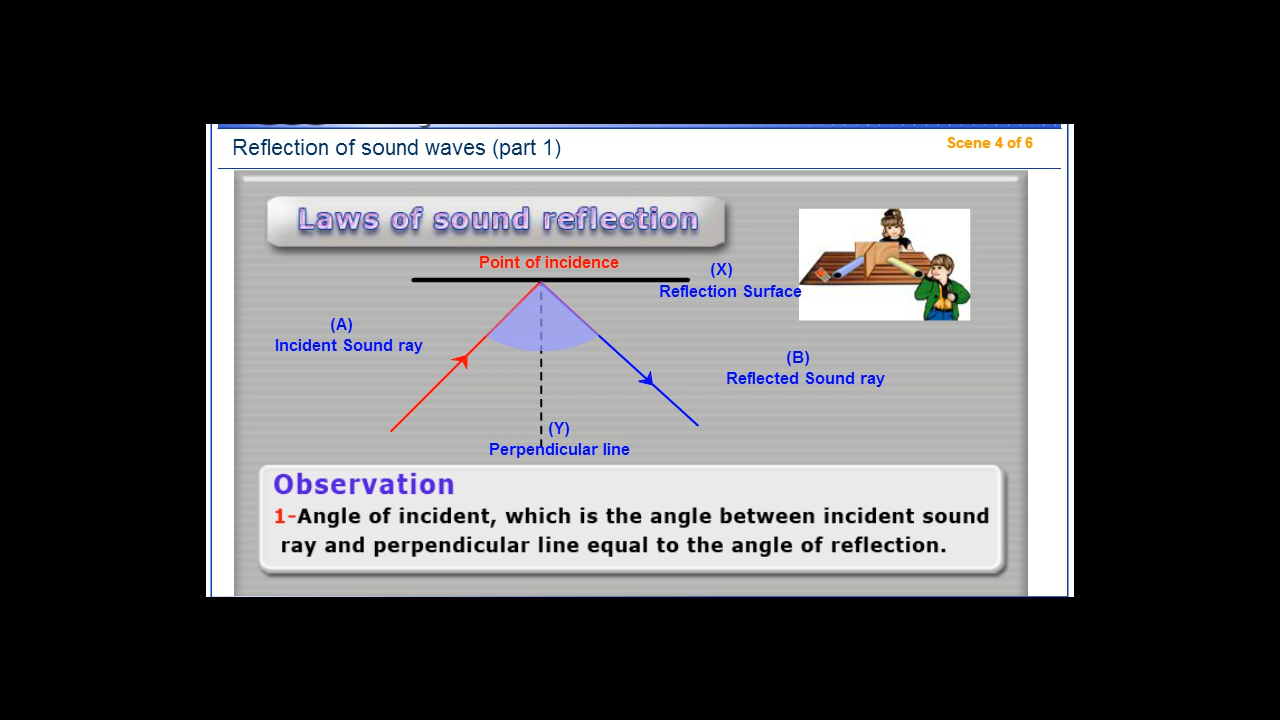 Reflection of sound waves (part 1)
Scene 4 of 6
Laws of sound reflection
Point of incidence
(X)
Reflection Surface
(A)
Incident Sound ray
(B)
Reflected Sound ray
(Y)
Perpendicular line
Observation
1-Angle of incident, which is the angle between incident sound
ray and perpendicular line equal to the angle of reflection.